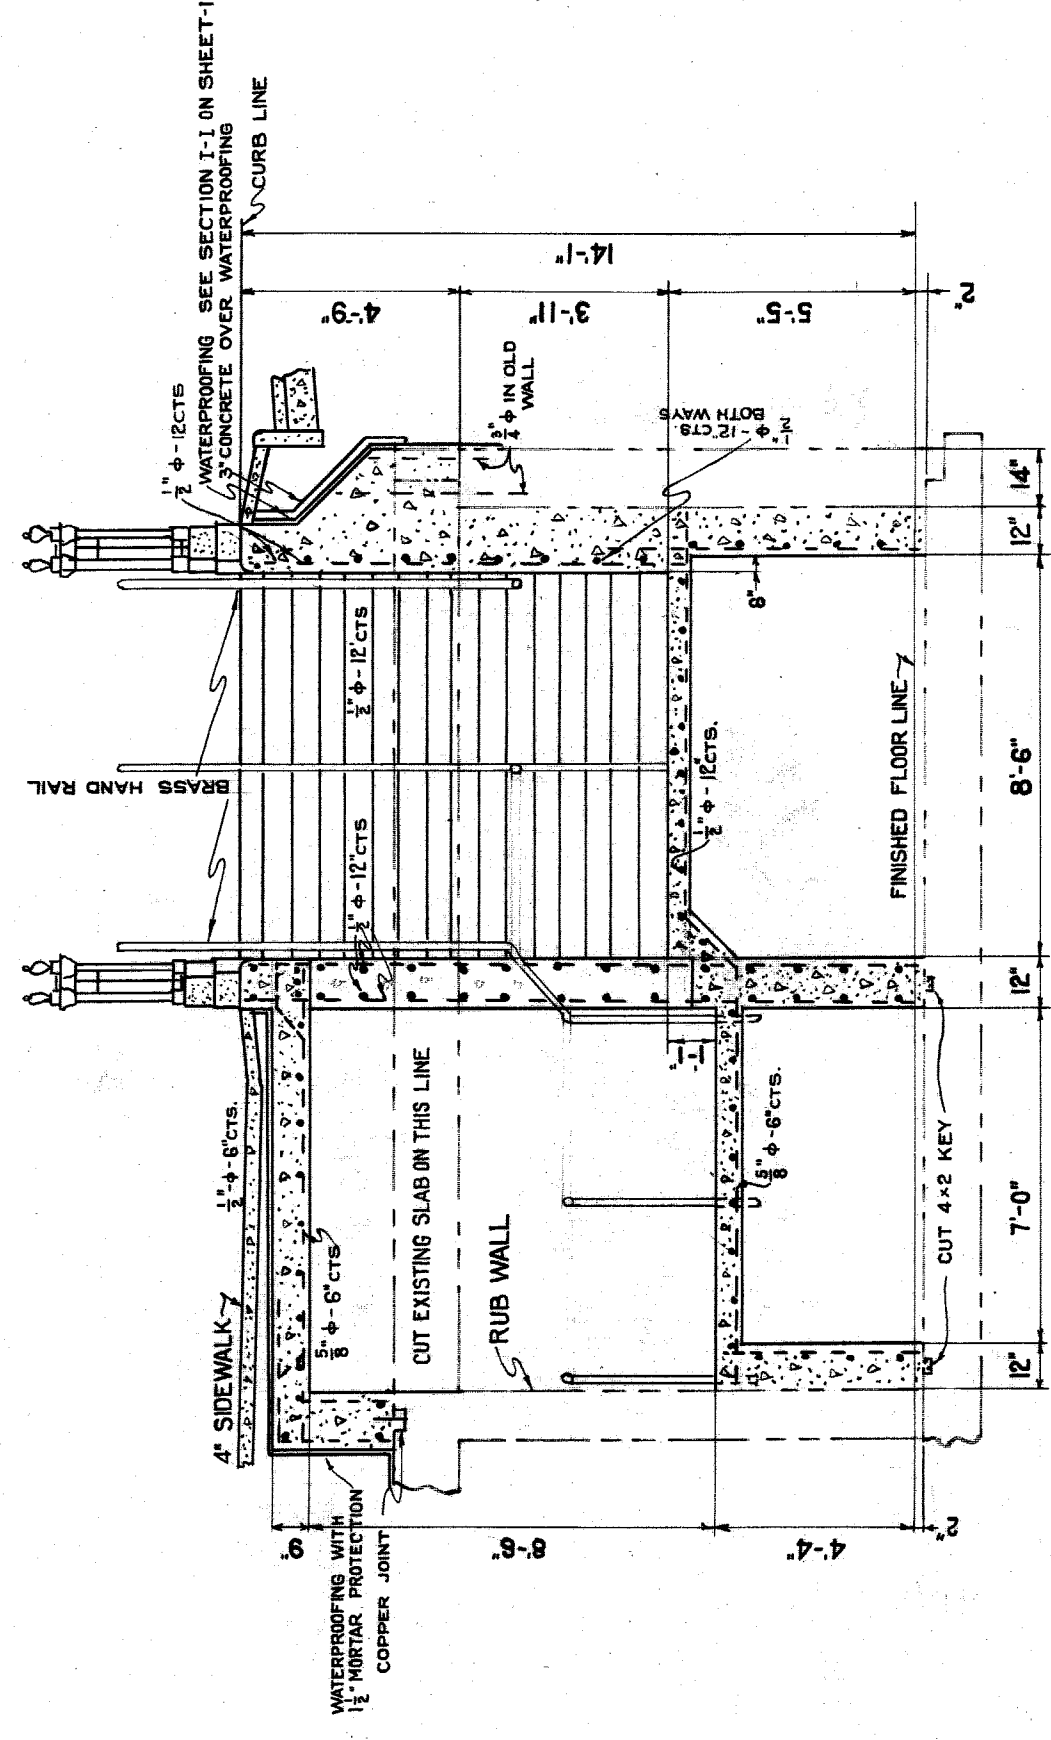 WATERPROOFING SEE SECTION I-I ON SHEET-1
3" CONCRETE OVER WATERPROOFING
CURB LINE
1/2" ф-12CTS
14'-1"
4'-9"
3'-11"
5'-5"
2"
3/4" ф IN OLD
WALL
1/2" ф-12"CTS
BOTH WAYS
14"
12"
8"
1/2" ф-12'CTS
BRASS HAND RAIL
1/2" ф-12"CTS
1/2" ф-12"CTS.
FINISHED FLOOR LINE
8'-6"
12"
1'-1"
1/2"-ф-6"CTS.
4" SIDEWALK
5/8" ф-6"CTS
CUT EXISTING SLAB ON THIS LINE
RUB WALL
5/8" ф-6"CTS.
CUT 4×2 KEY
7'-0"
12"
9"
8'-6"
4'-4"
2"
WATERPROOFING WITH
1 1/2" MORTAR PROTECTION
COPPER JOINT